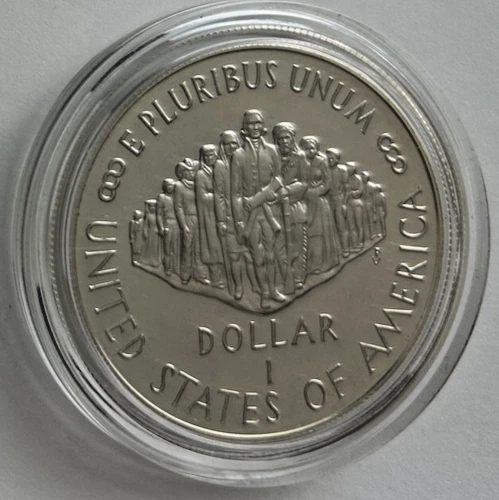 E PLURIBUS UNUM
DOLLAR
1
UNITED STATES OF AMERICA